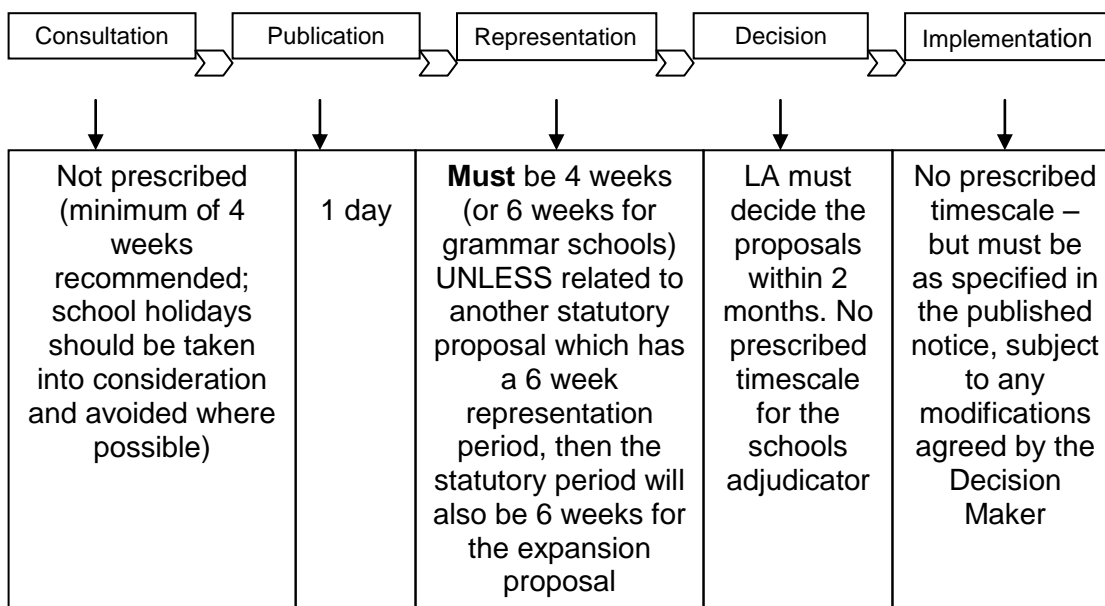 Consultation
Publication
Representation
Decision
Implementation
Not prescribed
(minimum of 4
weeks
recommended;
school holidays
should be taken
into consideration
and avoided where
possible)
1 day
Must be 4 weeks
(or 6 weeks for
grammar schools)
UNLESS related to
another statutory
proposal which has
a 6 week
representation
period, then the
statutory period will
also be 6 weeks for
the expansion
proposal
LA must
decide the
proposals
within 2
months. No
prescribed
timescale
for the
schools
adjudicator
No prescribed
timescale –
but must be
as specified in
the published
notice, subject
to any
modifications
agreed by the
Decision
Maker